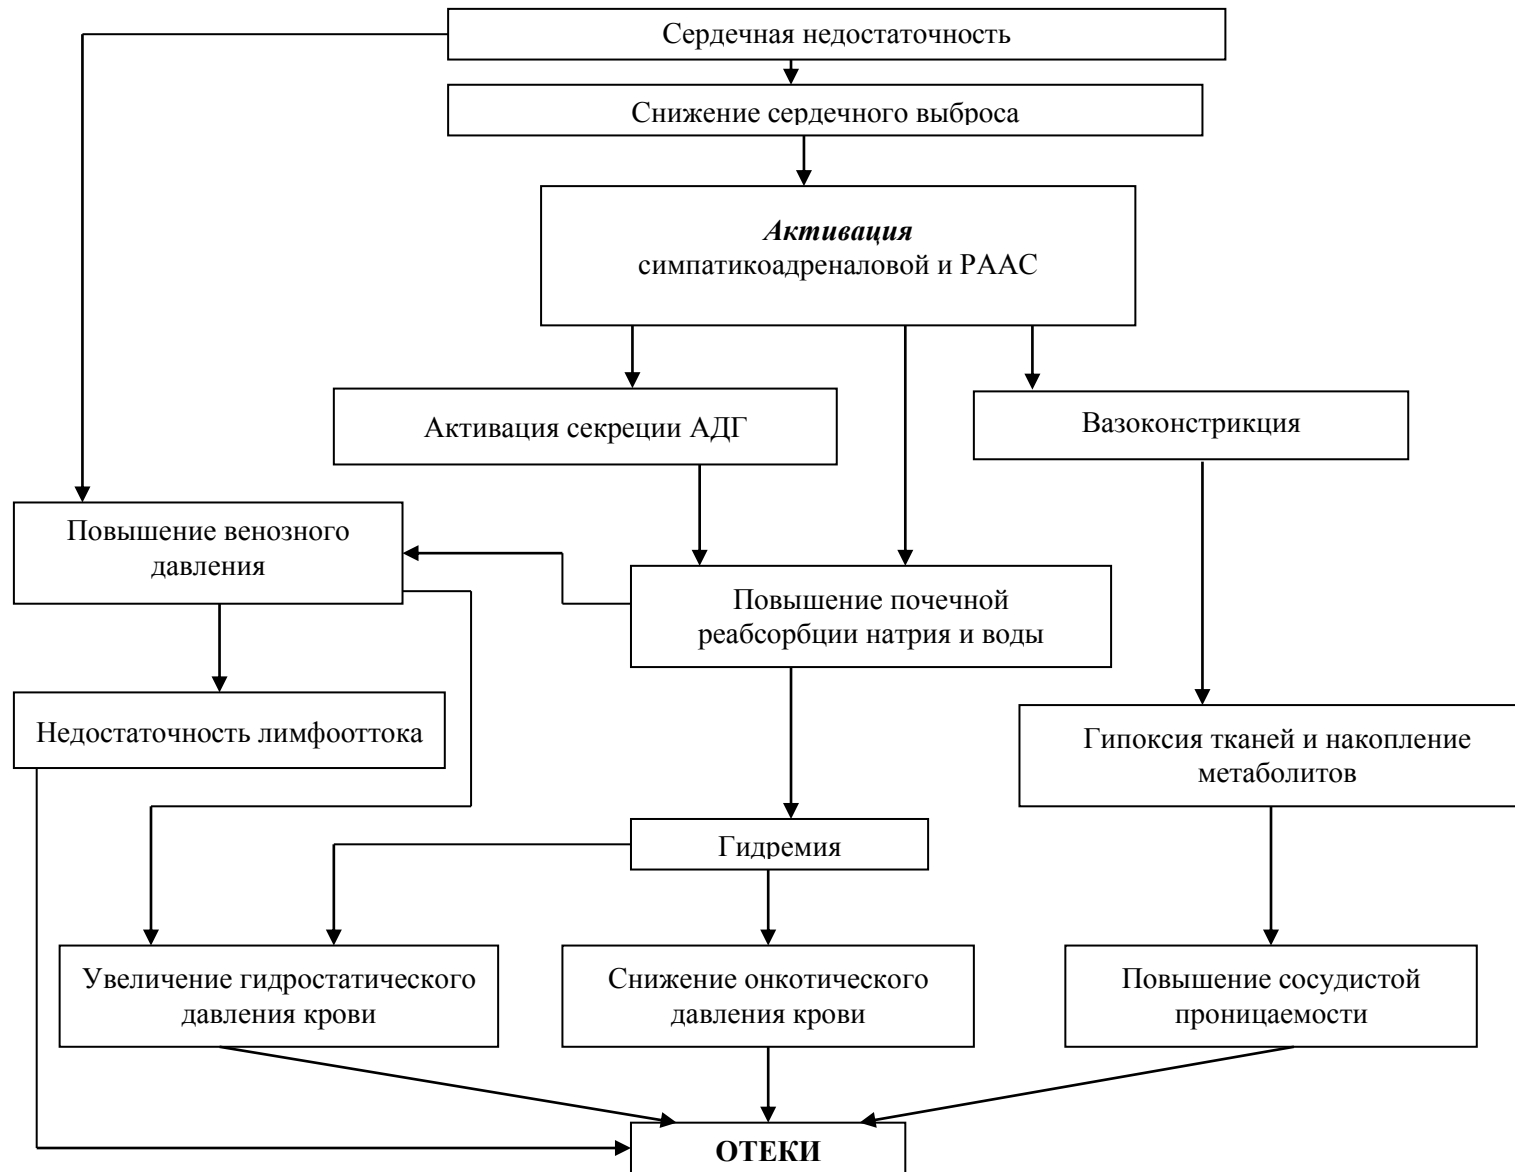 Сердечная недостаточность
Снижение сердечного выброса
Активация
симпатикоадреналовой и РААС
Активация секреции АДГ
Вазоконстрикция
Повышение венозного
давления
Повышение почечной
реабсорбции натрия и воды
Недостаточность лимфооттока
Гипоксия тканей и накопление
метаболитов
Гидремия
Увеличение гидростатического
давления крови
Снижение онкотического
давления крови
Повышение сосудистой
проницаемости
ОТЕКИ